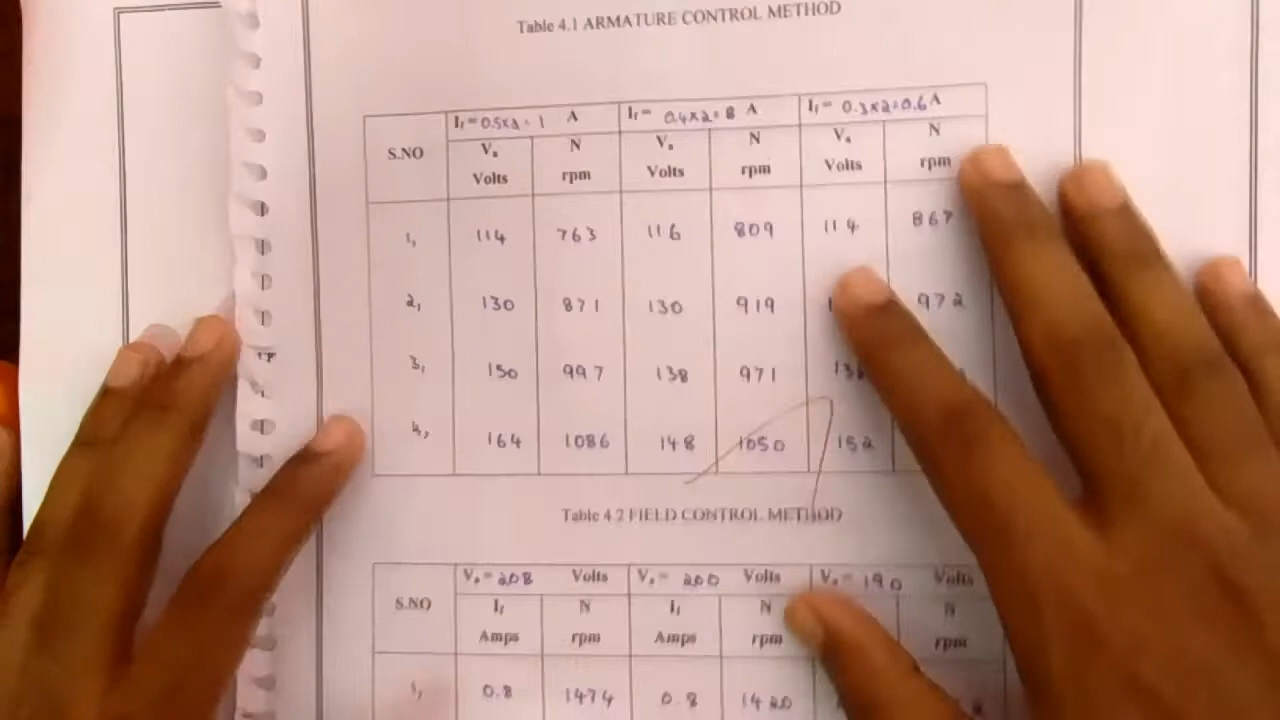 Table 4.1 ARMATURE CONTROL METHOD
S.NO If = 0.5x2 = 1 A If = 0.4x2 = 8 A If = 0.3x2=0.6 A
Va Volts N rpm Va Volts N rpm Va Volts N rpm
1, 114 763 116 809 114 867
2, 130 871 130 919 972
3, 150 997 138 971
4, 164 1086 148 1050 152
Table 4.2 FIELD CONTROL METHOD
S.NO Va = 208 Volts Va = 200 Volts Va = 190 Volts
If Amps N rpm If Amps N rpm N rpm
1, 0.8 1474 0.8 1420